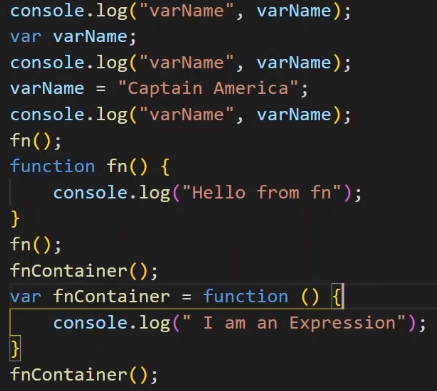 console.log("varName", varName);
var varName;
console.log("varName", varName);
varName = "Captain America";
console.log("varName", varName);
fn();
function fn() {
    console.log("Hello from fn");
}
fn();
fnContainer();
var fnContainer = function () {
    console.log(" I am an Expression");
}
fnContainer();